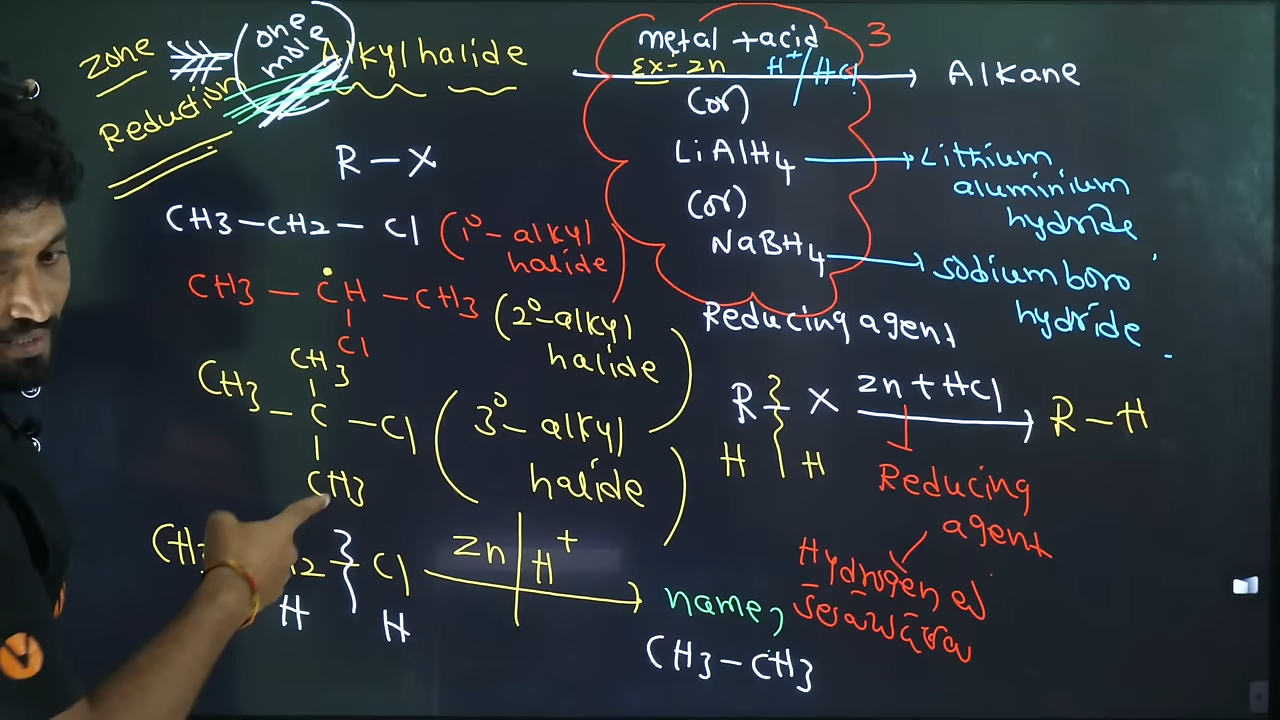 zone
Reduction
one
mole
Alkyl halide
metal + acid
Ex- zn H+/HCl
3
Alkane
(or)
LiAlH4
Lithium
aluminium
hydride
(or)
NaBH4
sodium boro
hydride
Reducing agent
R-X
CH3-CH2-Cl (1°-alkyl
halide)
CH3-CH-CH3
Cl
(2°-alkyl
halide)
CH3
CH3-C-Cl
CH3
(3°-alkyl
halide)
R-X
H H
zn+HCl
R-H
Reducing
agent
Hydrogen
Cl
H H
zn H+
name,
CH3-CH3